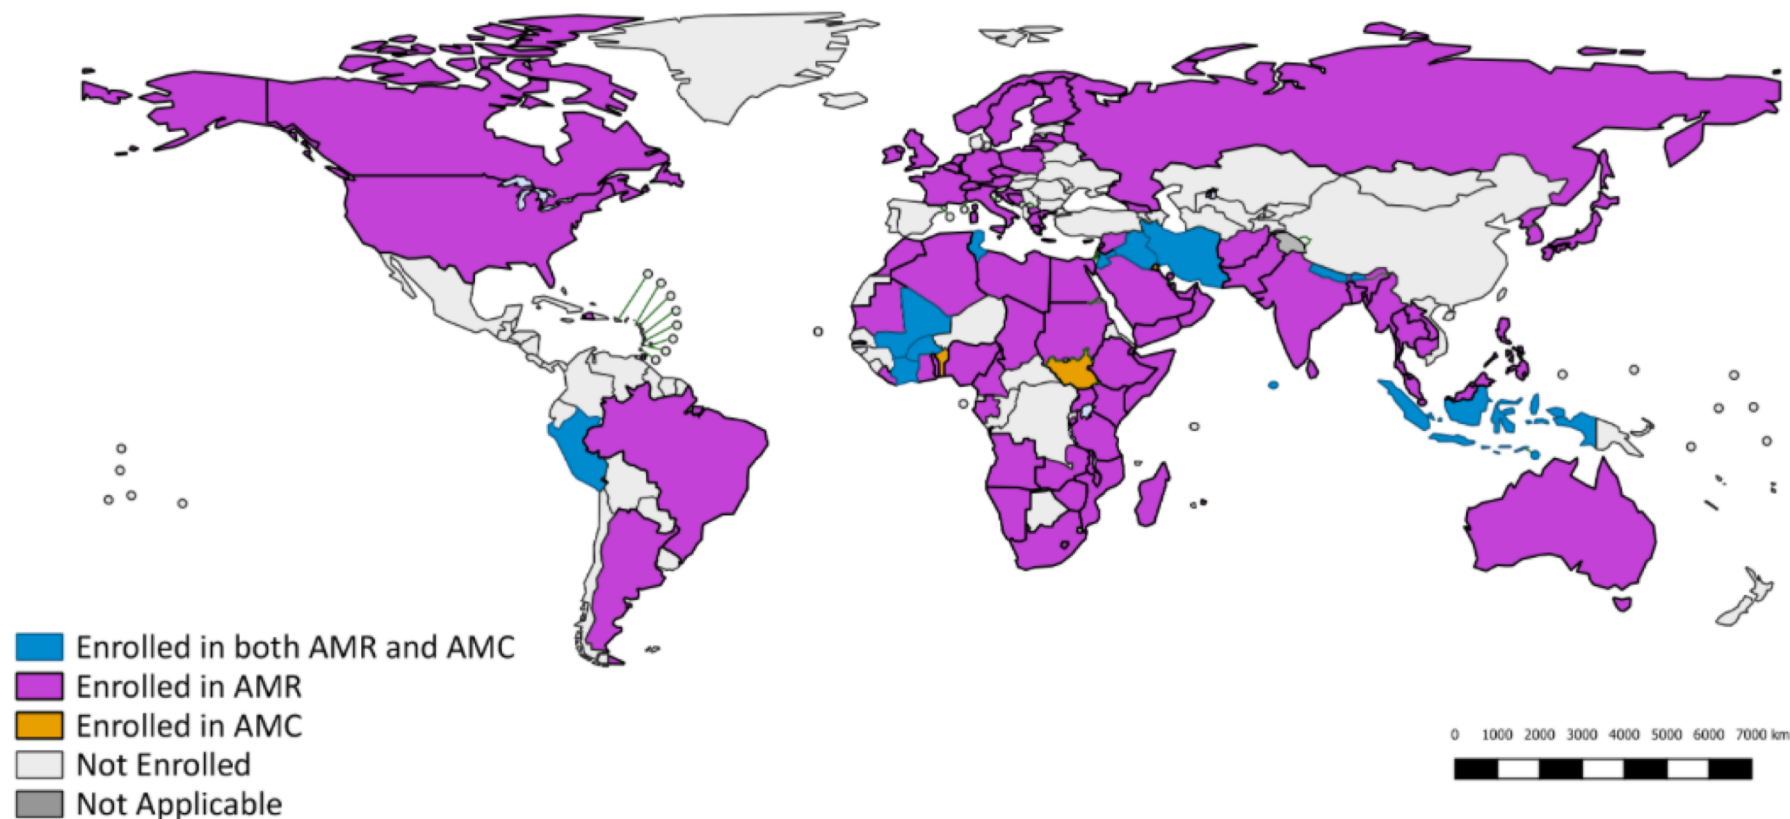 Enrolled in both AMR and AMC
Enrolled in AMR
Enrolled in AMC
Not Enrolled
Not Applicable
0 1000 2000 3000 4000 5000 6000 7000 km